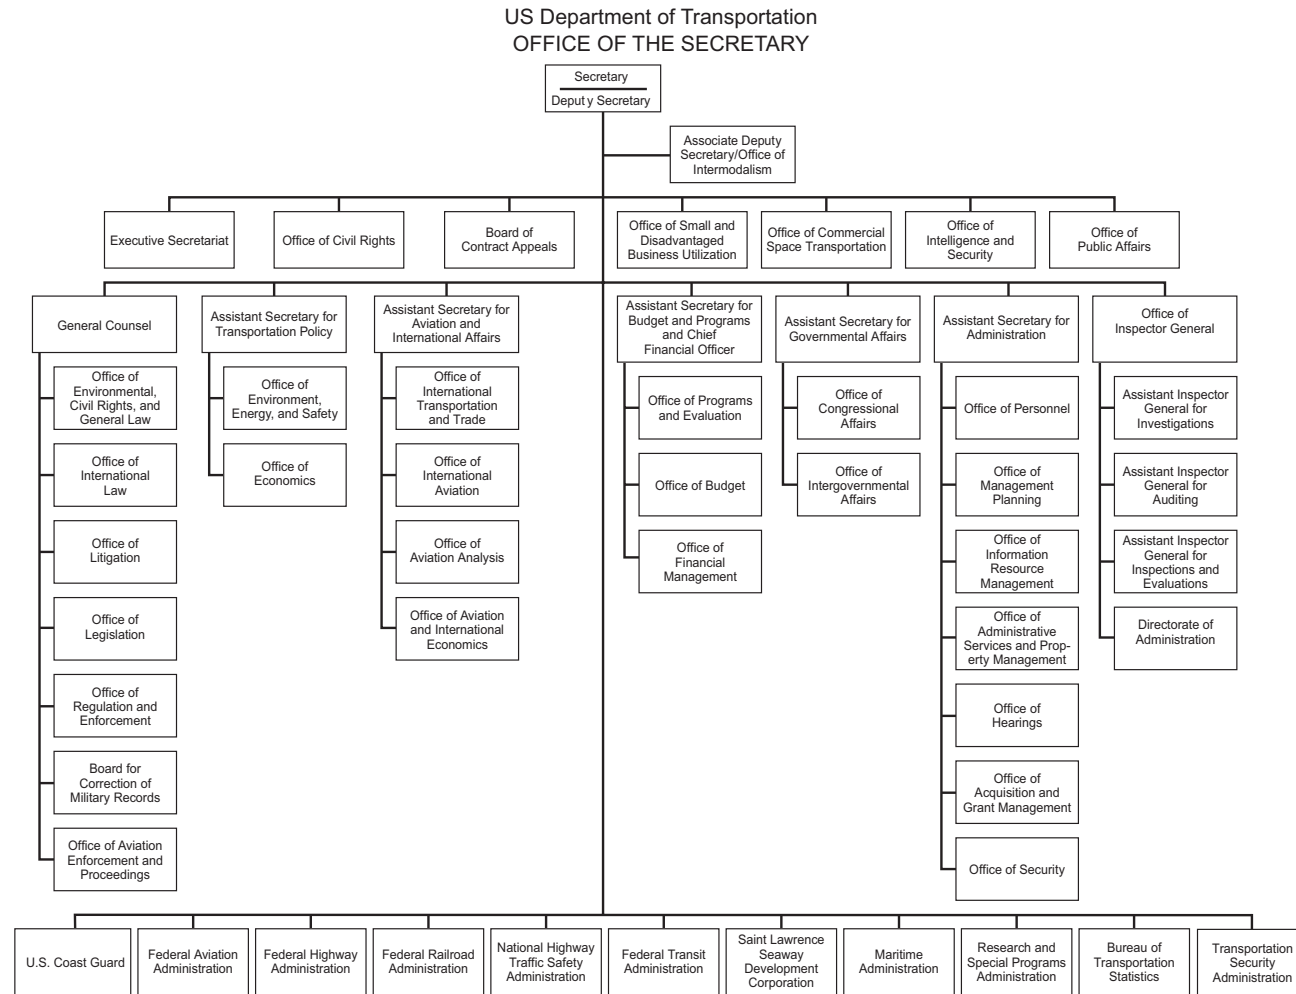 US Department of Transportation
OFFICE OF THE SECRETARY
Secretary
Deputy Secretary
Associate Deputy
Secretary/Office of
Intermodalism
Executive Secretariat
Office of Civil Rights
Board of
Contract Appeals
Office of Small and
Disadvantaged
Business Utilization
Office of Commercial
Space Transportation
Office of
Intelligence and
Security
Office of
Public Affairs
General Counsel
Office of
Environmental,
Civil Rights, and
General Law
Office of
International
Law
Office of
Litigation
Office of
Legislation
Office of
Regulation and
Enforcement
Board for
Correction of
Military Records
Office of Aviation
Enforcement and
Proceedings
Assistant Secretary for
Transportation Policy
Office of
Environment,
Energy, and Safety
Office of
Economics
Assistant Secretary for
Aviation and
International Affairs
Office of
International
Transportation
and Trade
Office of
International
Aviation
Office of
Aviation Analysis
Office of Aviation
and International
Economics
Assistant Secretary for
Budget and Programs
and Chief
Financial Officer
Office of Programs
and Evaluation
Office of Budget
Office of
Financial
Management
Assistant Secretary for
Governmental Affairs
Office of
Congressional
Affairs
Office of
Intergovernmental
Affairs
Assistant Secretary for
Administration
Office of Personnel
Office of
Management
Planning
Office of
Information
Resource
Management
Office of
Administrative
Services and Prop-
erty Management
Office of
Hearings
Office of
Acquisition and
Grant Management
Office of Security
Office of
Inspector General
Assistant Inspector
General for
Investigations
Assistant Inspector
General for
Auditing
Assistant Inspector
General for
Inspections and
Evaluations
Directorate of
Administration
U.S. Coast Guard
Federal Aviation
Administration
Federal Highway
Administration
Federal Railroad
Administration
National Highway
Traffic Safety
Administration
Federal Transit
Administration
Saint Lawrence
Seaway
Development
Corporation
Maritime
Administration
Research and
Special Programs
Administration
Bureau of
Transportation
Statistics
Transportation
Security
Administration